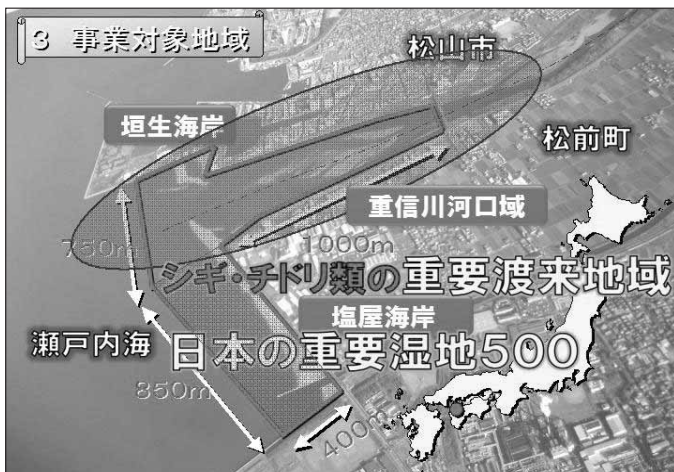 3 事業対象地域
松山市
垣生海岸
松前町
重信川河口域
750m
1000m
シギ・チドリ類の重要渡来地域
塩屋海岸
瀬戸内海
日本の重要湿地500
850m
400m